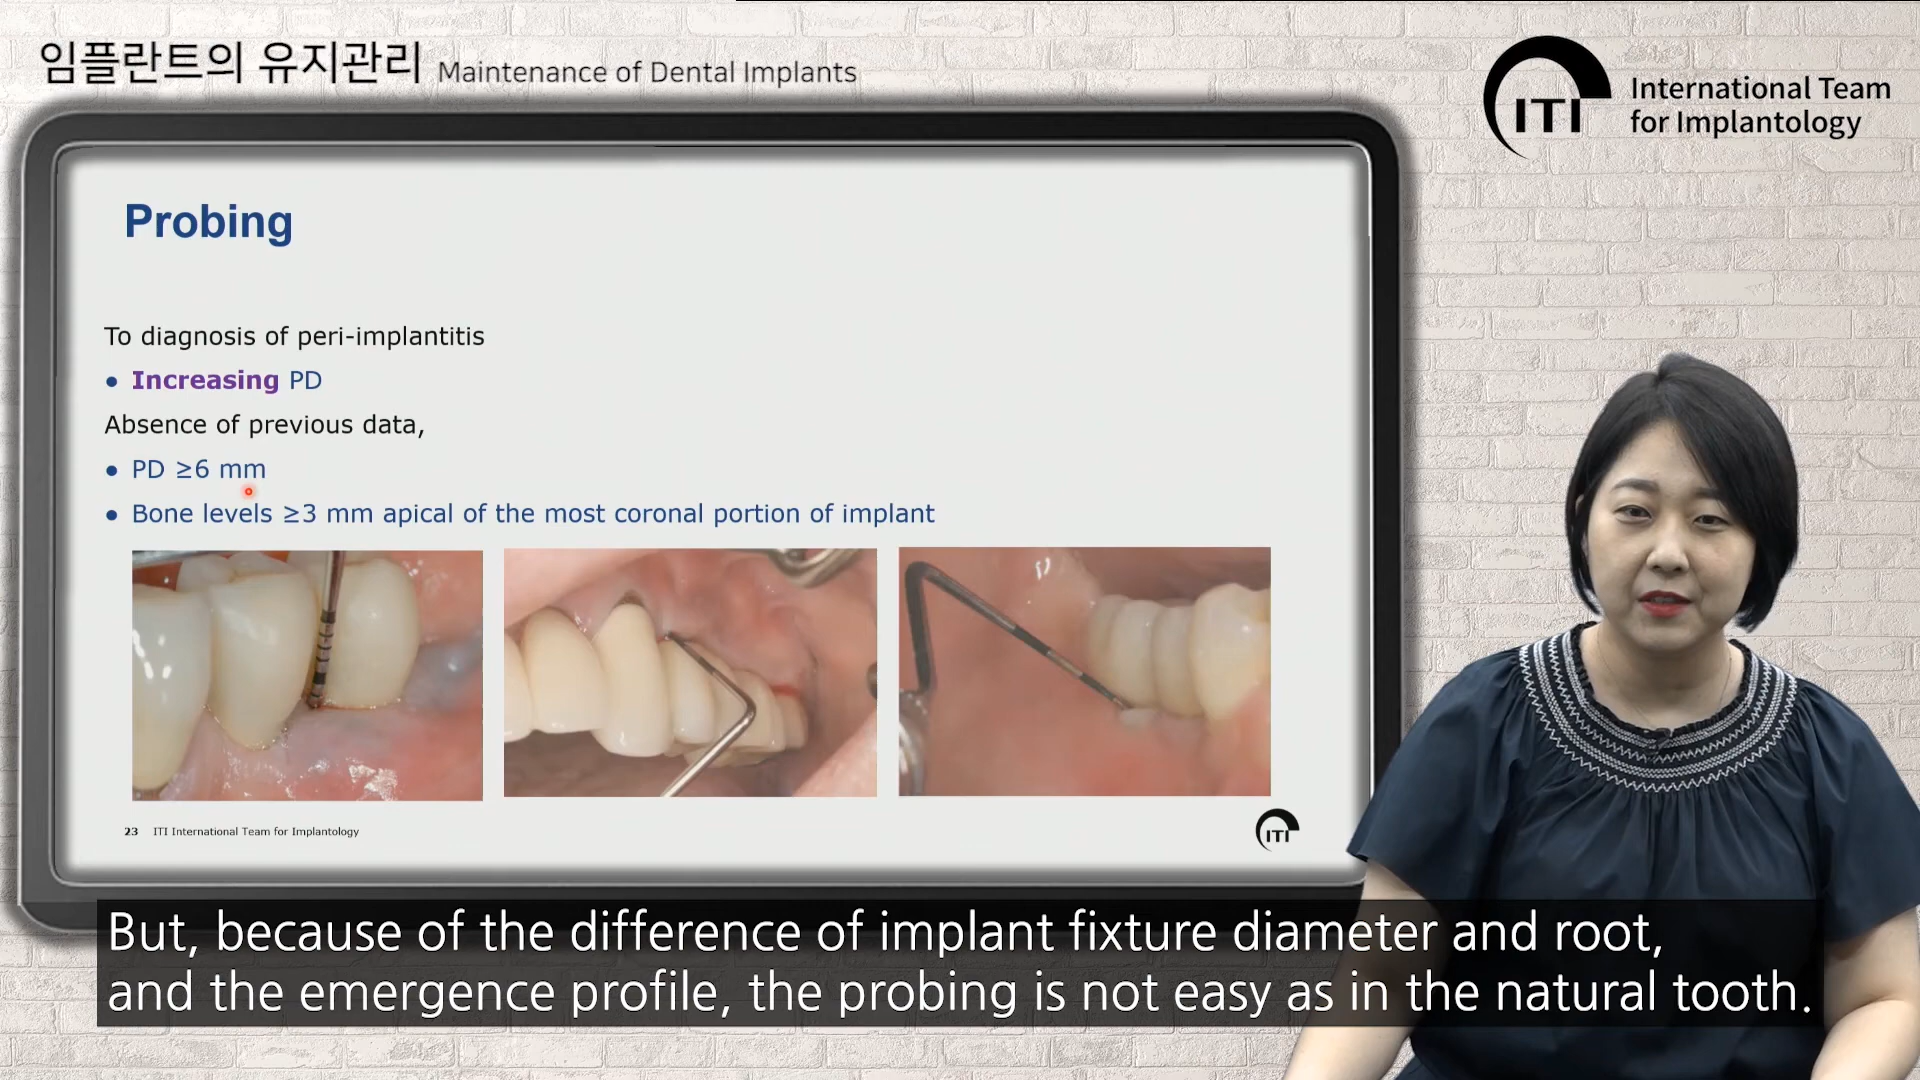 임플란트의 유지관리 Maintenance of Dental Implants
ITI International Team
for Implantology
Probing
To diagnosis of peri-implantitis
• Increasing PD
Absence of previous data,
• PD ≥6 mm
• Bone levels ≥3 mm apical of the most coronal portion of implant
23 ITI International Team for Implantology
ITI
But, because of the difference of implant fixture diameter and root,
and the emergence profile, the probing is not easy as in the natural tooth.